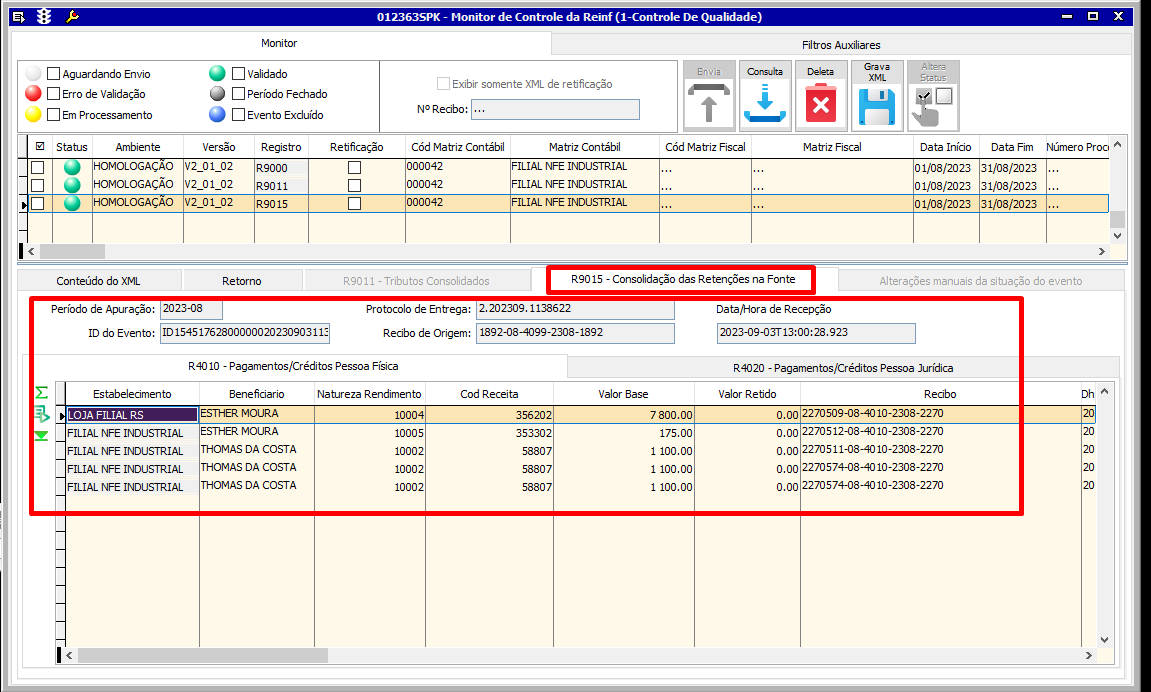 012363SPK - Monitor de Controle da Reinf (1-Controle De Qualidade)
Monitor
Filtros Auxiliares
Aguardando Envio
Validado
Erro de Validação
Período Fechado
Em Processamento
Evento Excluído
Exibir somente XML de retificação
Nº Recibo: ...
Envia
Consulta
Deleta
Grava XML
Altera Status
Status Ambiente Versão Registro Retificação Cód Matriz Contábil Matriz Contábil Cód Matriz Fiscal Matriz Fiscal Data Início Data Fim Número Proc
HOMOLOGAÇÃO V2_01_02 R9000 000042 FILIAL NFE INDUSTRIAL ... ... 01/08/2023 31/08/2023 ...
HOMOLOGAÇÃO V2_01_02 R9011 000042 FILIAL NFE INDUSTRIAL ... ... 01/08/2023 31/08/2023 ...
HOMOLOGAÇÃO V2_01_02 R9015 000042 FILIAL NFE INDUSTRIAL ... ... 01/08/2023 31/08/2023 ...
Conteúdo do XML
Retorno
R9011 - Tributos Consolidados
R9015 - Consolidação das Retenções na Fonte
Alterações manuais da situação do evento
Período de Apuração: 2023-08
Protocolo de Entrega: 2.202309.1138622
Data/Hora de Recepção
ID do Evento: ID1545176280000002023090311
Recibo de Origem: 1892-08-4099-2308-1892
2023-09-03T13:00:28.923
R4010 - Pagamentos/Créditos Pessoa Física
R4020 - Pagamentos/Créditos Pessoa Jurídica
Estabelecimento Beneficiario Natureza Rendimento Cod Receita Valor Base Valor Retido Recibo Dh
LOJA FILIAL RS ESTHER MOURA 10004 356202 7 800.00 0.00 2270509-08-4010-2308-2270 20
FILIAL NFE INDUSTRIAL ESTHER MOURA 10005 353302 175.00 0.00 2270512-08-4010-2308-2270 20
FILIAL NFE INDUSTRIAL THOMAS DA COSTA 10002 58807 1 100.00 0.00 2270511-08-4010-2308-2270 20
FILIAL NFE INDUSTRIAL THOMAS DA COSTA 10002 58807 1 100.00 0.00 2270574-08-4010-2308-2270 20
FILIAL NFE INDUSTRIAL THOMAS DA COSTA 10002 58807 1 100.00 0.00 2270574-08-4010-2308-2270 20